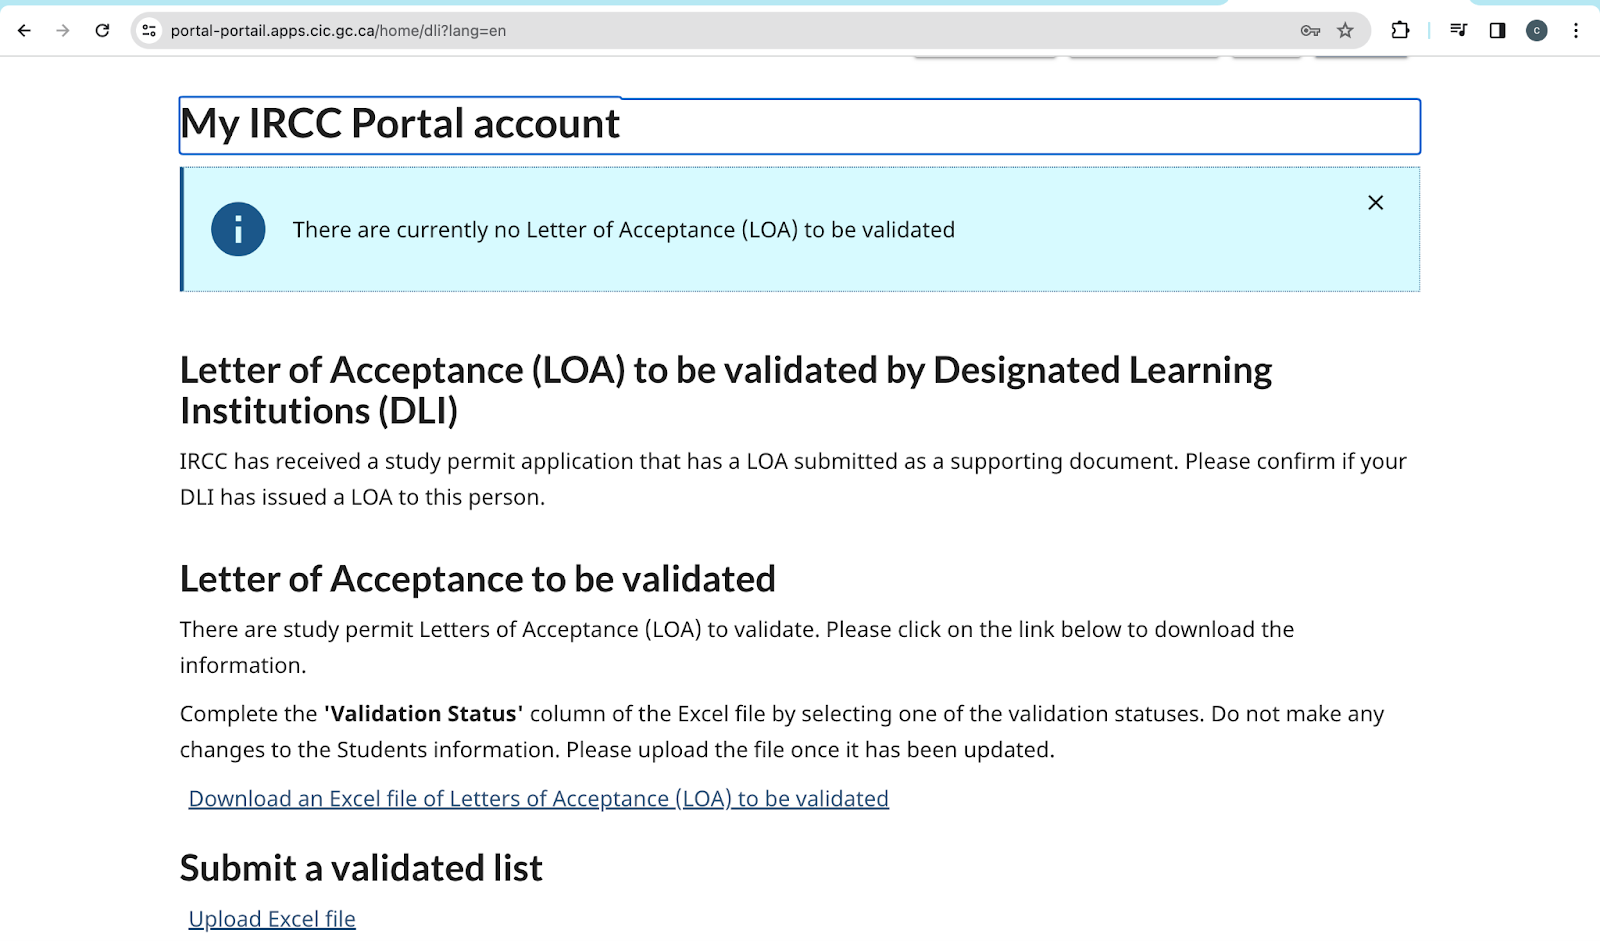 portal-portail.apps.cic.gc.ca/home/dli?lang=en
C
My IRCC Portal account
i
There are currently no Letter of Acceptance (LOA) to be validated
Letter of Acceptance (LOA) to be validated by Designated Learning
Institutions (DLI)
IRCC has received a study permit application that has a LOA submitted as a supporting document. Please confirm if your
DLI has issued a LOA to this person.
Letter of Acceptance to be validated
There are study permit Letters of Acceptance (LOA) to validate. Please click on the link below to download the
information.
Complete the 'Validation Status' column of the Excel file by selecting one of the validation statuses. Do not make any
changes to the Students information. Please upload the file once it has been updated.
Download an Excel file of Letters of Acceptance (LOA) to be validated
Submit a validated list
Upload Excel file